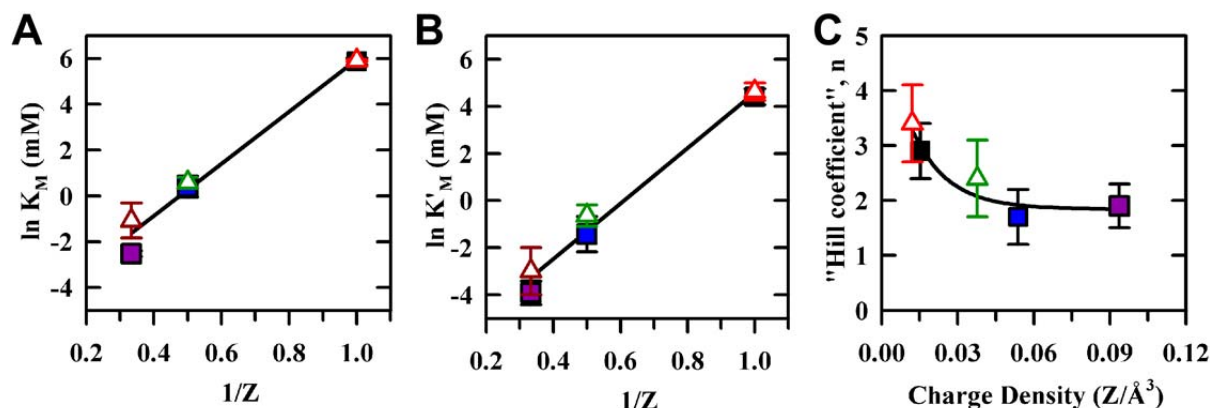 A
ln K_M (mM)
6
4
2
0
-2
-4
0.2 0.4 0.6 0.8 1.0
1/Z
B
ln K'_M (mM)
6
4
2
0
-2
-4
0.2 0.4 0.6 0.8 1.0
1/Z
C
"Hill coefficient", n
5
4
3
2
1
0
0.00 0.03 0.06 0.09 0.12
Charge Density (Z/Å³)